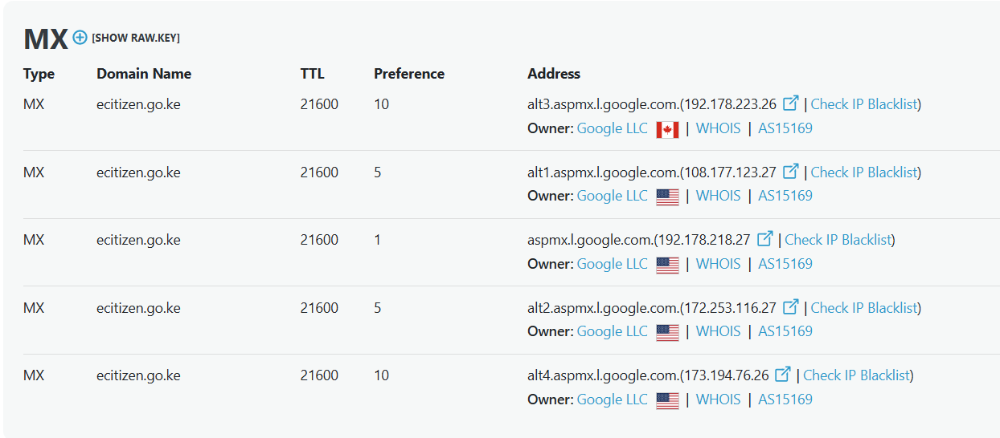 MX [SHOW RAW.KEY]
Type Domain Name TTL Preference Address
MX ecitizen.go.ke 21600 10 alt3.aspmx.l.google.com.(192.178.223.26 | Check IP Blacklist)
Owner: Google LLC | WHOIS | AS15169
MX ecitizen.go.ke 21600 5 alt1.aspmx.l.google.com.(108.177.123.27 | Check IP Blacklist)
Owner: Google LLC | WHOIS | AS15169
MX ecitizen.go.ke 21600 1 aspmx.l.google.com.(192.178.218.27 | Check IP Blacklist)
Owner: Google LLC | WHOIS | AS15169
MX ecitizen.go.ke 21600 5 alt2.aspmx.l.google.com.(172.253.116.27 | Check IP Blacklist)
Owner: Google LLC | WHOIS | AS15169
MX ecitizen.go.ke 21600 10 alt4.aspmx.l.google.com.(173.194.76.26 | Check IP Blacklist)
Owner: Google LLC | WHOIS | AS15169